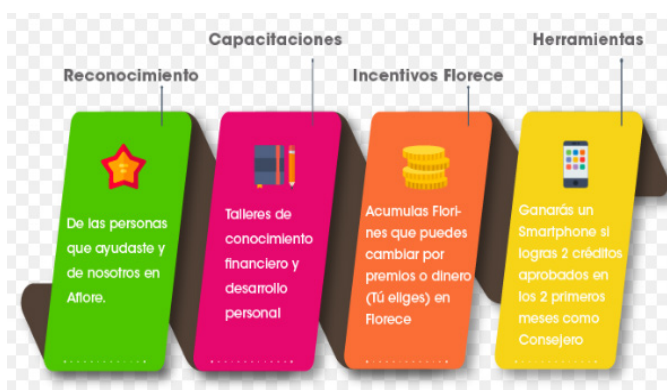 Capacitaciones
Herramientas
Reconocimiento
Incentivos Florece
De las personas
que ayudaste y
de nosotros en
Aflore.
Talleres de
conocimiento
financiero y
desarrollo
personal
Acumulas Flori-
nes que puedes
cambiar por
premios o dinero
(Tú eliges) en
Florece
Ganarás un
Smartphone si
logras 2 créditos
aprobados en
los 2 primeros
meses como
Consejero